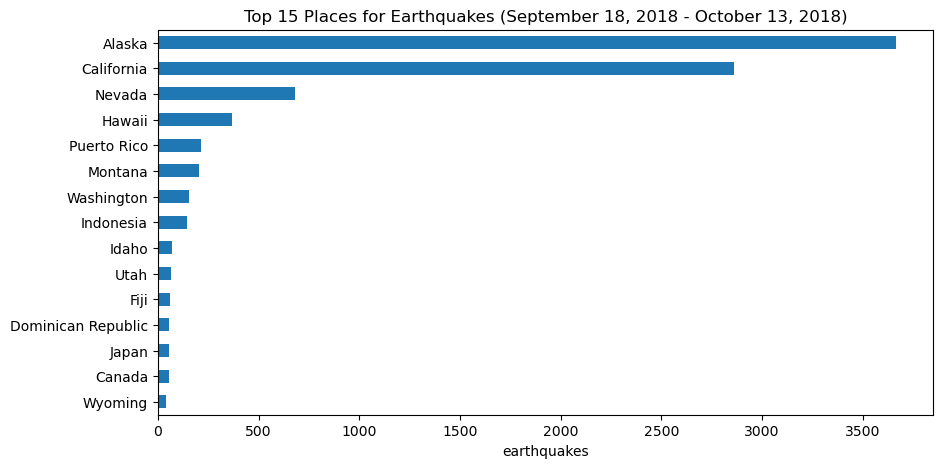 Top 15 Places for Earthquakes (September 18, 2018 - October 13, 2018)
Alaska
California
Nevada
Hawaii
Puerto Rico
Montana
Washington
Indonesia
Idaho
Utah
Fiji
Dominican Republic
Japan
Canada
Wyoming
0 500 1000 1500 2000 2500 3000 3500
earthquakes